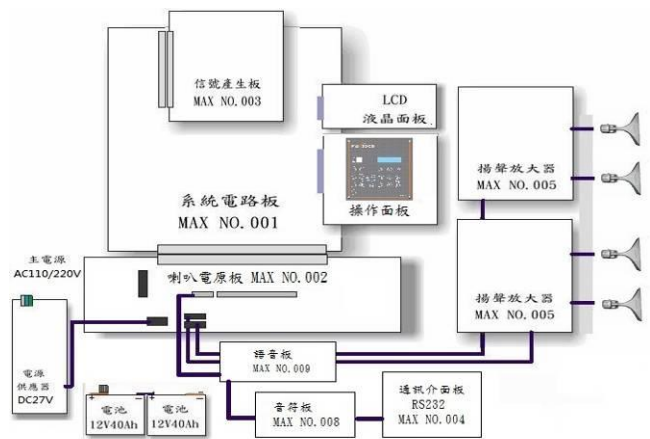 信號產生板
MAX NO.003
LCD
液晶面板
操作面板
系統電路板
MAX NO.001
揚聲放大器
MAX NO.005
揚聲放大器
MAX NO.005
主電源
AC110/220V
喇叭電原板 MAX NO.002
電源
供應器
DC27V
語音板
MAX NO.009
電池
12V40Ah
電池
12V40Ah
音符板
MAX NO.008
通訊介面板
RS232
MAX NO.004